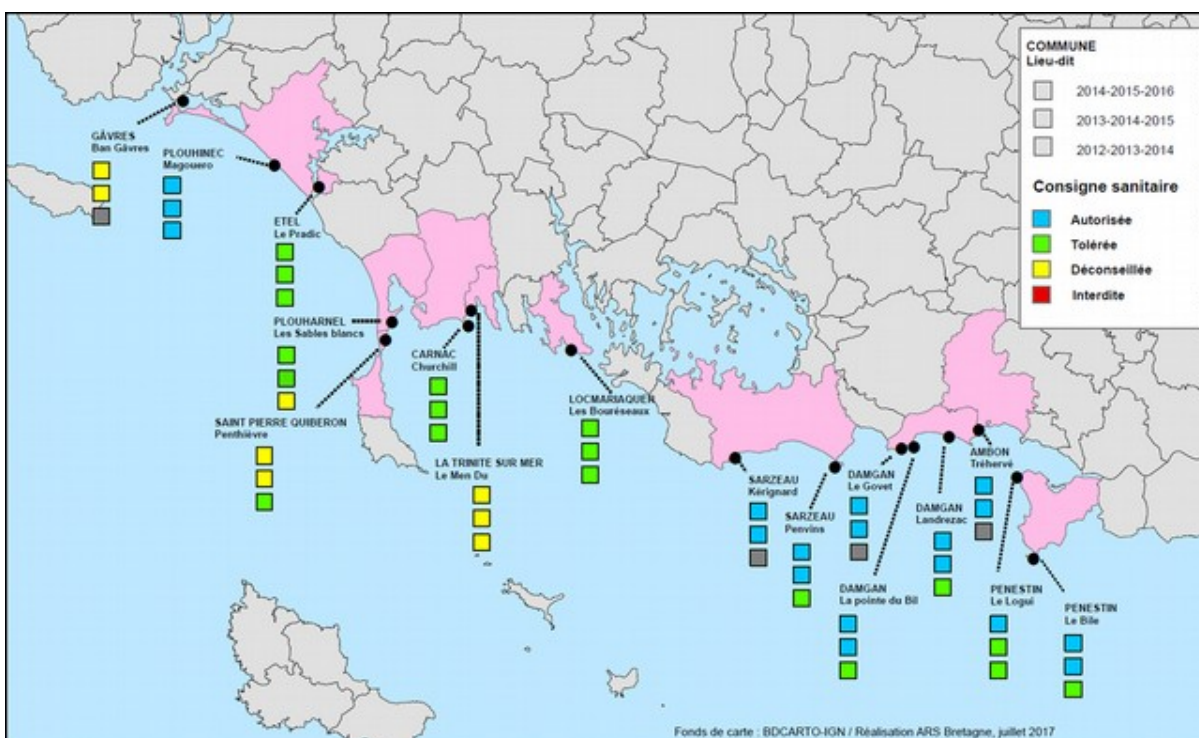 COMMUNE
Lieu-dit
2014-2015-2016
2013-2014-2015
2012-2013-2014
Consigne sanitaire
Autorisée
Tolérée
Déconseillée
Interdite
GÂVRES
Ban Gâvres
PLOUHINEC
Magouero
ETEL
Le Pradic
PLOUHARNEL
Les Sables blancs
SAINT PIERRE QUIBERON
Penthièvre
CARNAC
Churchill
LA TRINITE SUR MER
Le Men Du
LOCMARIAQUER
Les Bouréseaux
SARZEAU
Kérignard
SARZEAU
Penvins
DAMGAN
Le Govet
DAMGAN
La pointe du Bil
DAMGAN
Landrezac
AMBON
Tréhervé
PENESTIN
Le Logui
PENESTIN
Le Bile
Fonds de carte : BDCARTO-IGN / Réalisation ARS Bretagne, juillet 2017